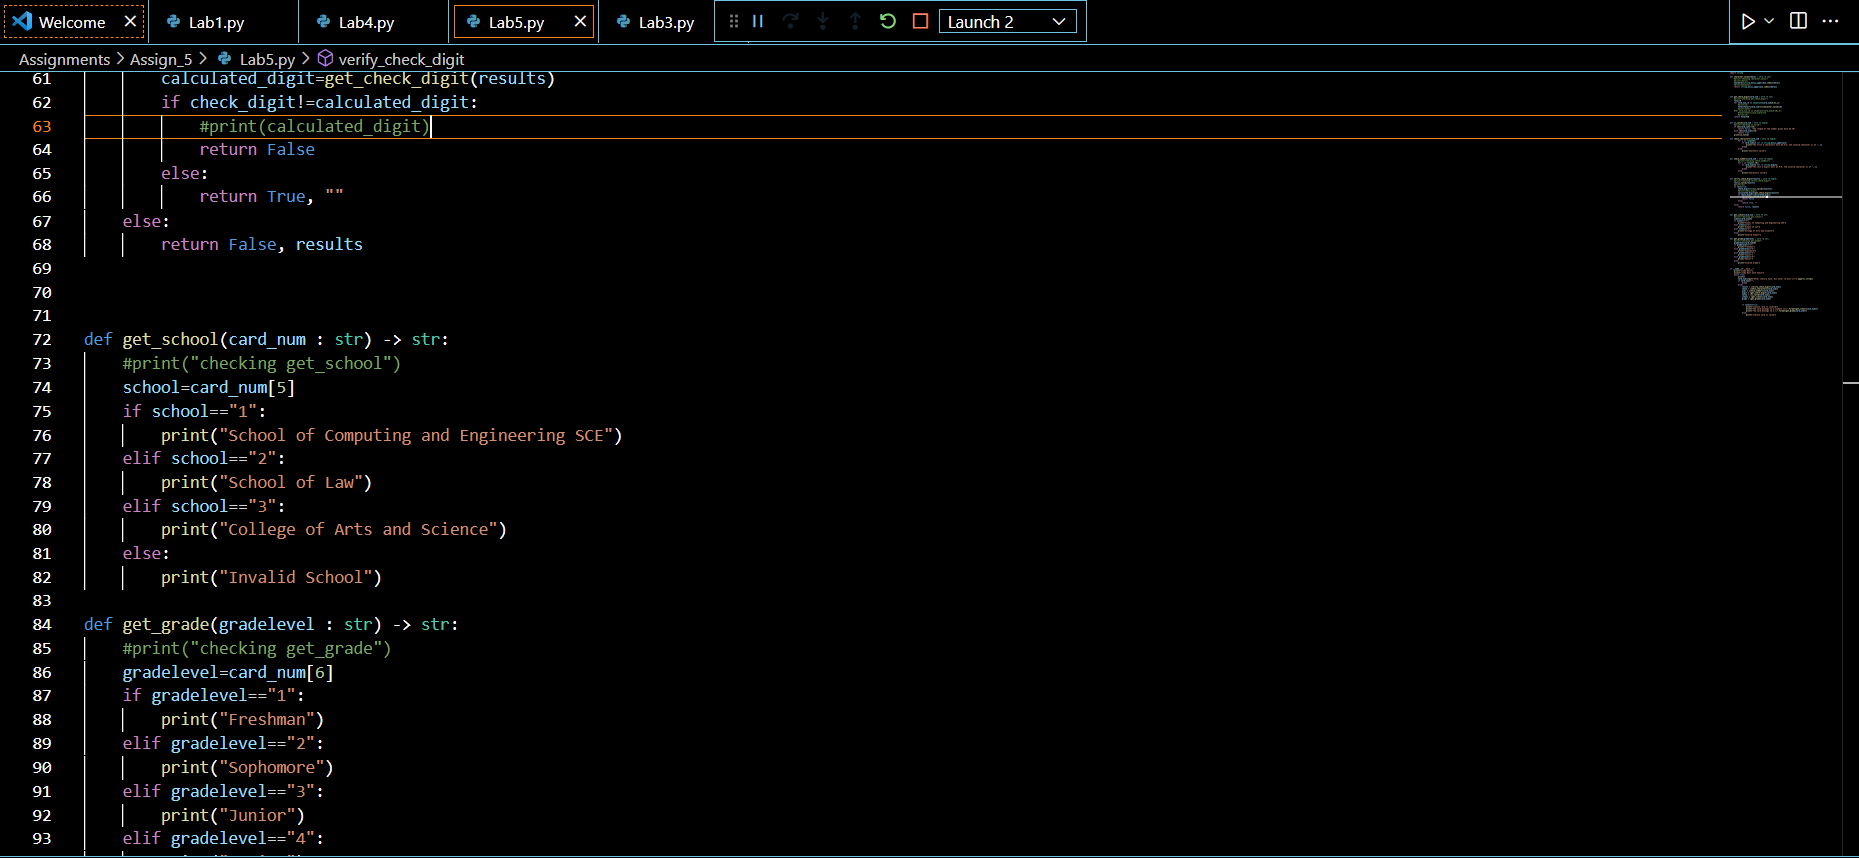 Welcome Lab1.py Lab4.py Lab5.py Lab3.py Launch 2
Assignments > Assign_5 > Lab5.py > verify_check_digit
61 calculated_digit=get_check_digit(results)
62 if check_digit!=calculated_digit:
63 #print(calculated_digit)
64 return False
65 else:
66 return True, ""
67 else:
68 return False, results
69
70
71
72 def get_school(card_num : str) -> str:
73 #print("checking get_school")
74 school=card_num[5]
75 if school=="1":
76 print("School of Computing and Engineering SCE")
77 elif school=="2":
78 print("School of Law")
79 elif school=="3":
80 print("College of Arts and Science")
81 else:
82 print("Invalid School")
83
84 def get_grade(gradelevel : str) -> str:
85 #print("checking get_grade")
86 gradelevel=card_num[6]
87 if gradelevel=="1":
88 print("Freshman")
89 elif gradelevel=="2":
90 print("Sophomore")
91 elif gradelevel=="3":
92 print("Junior")
93 elif gradelevel=="4":